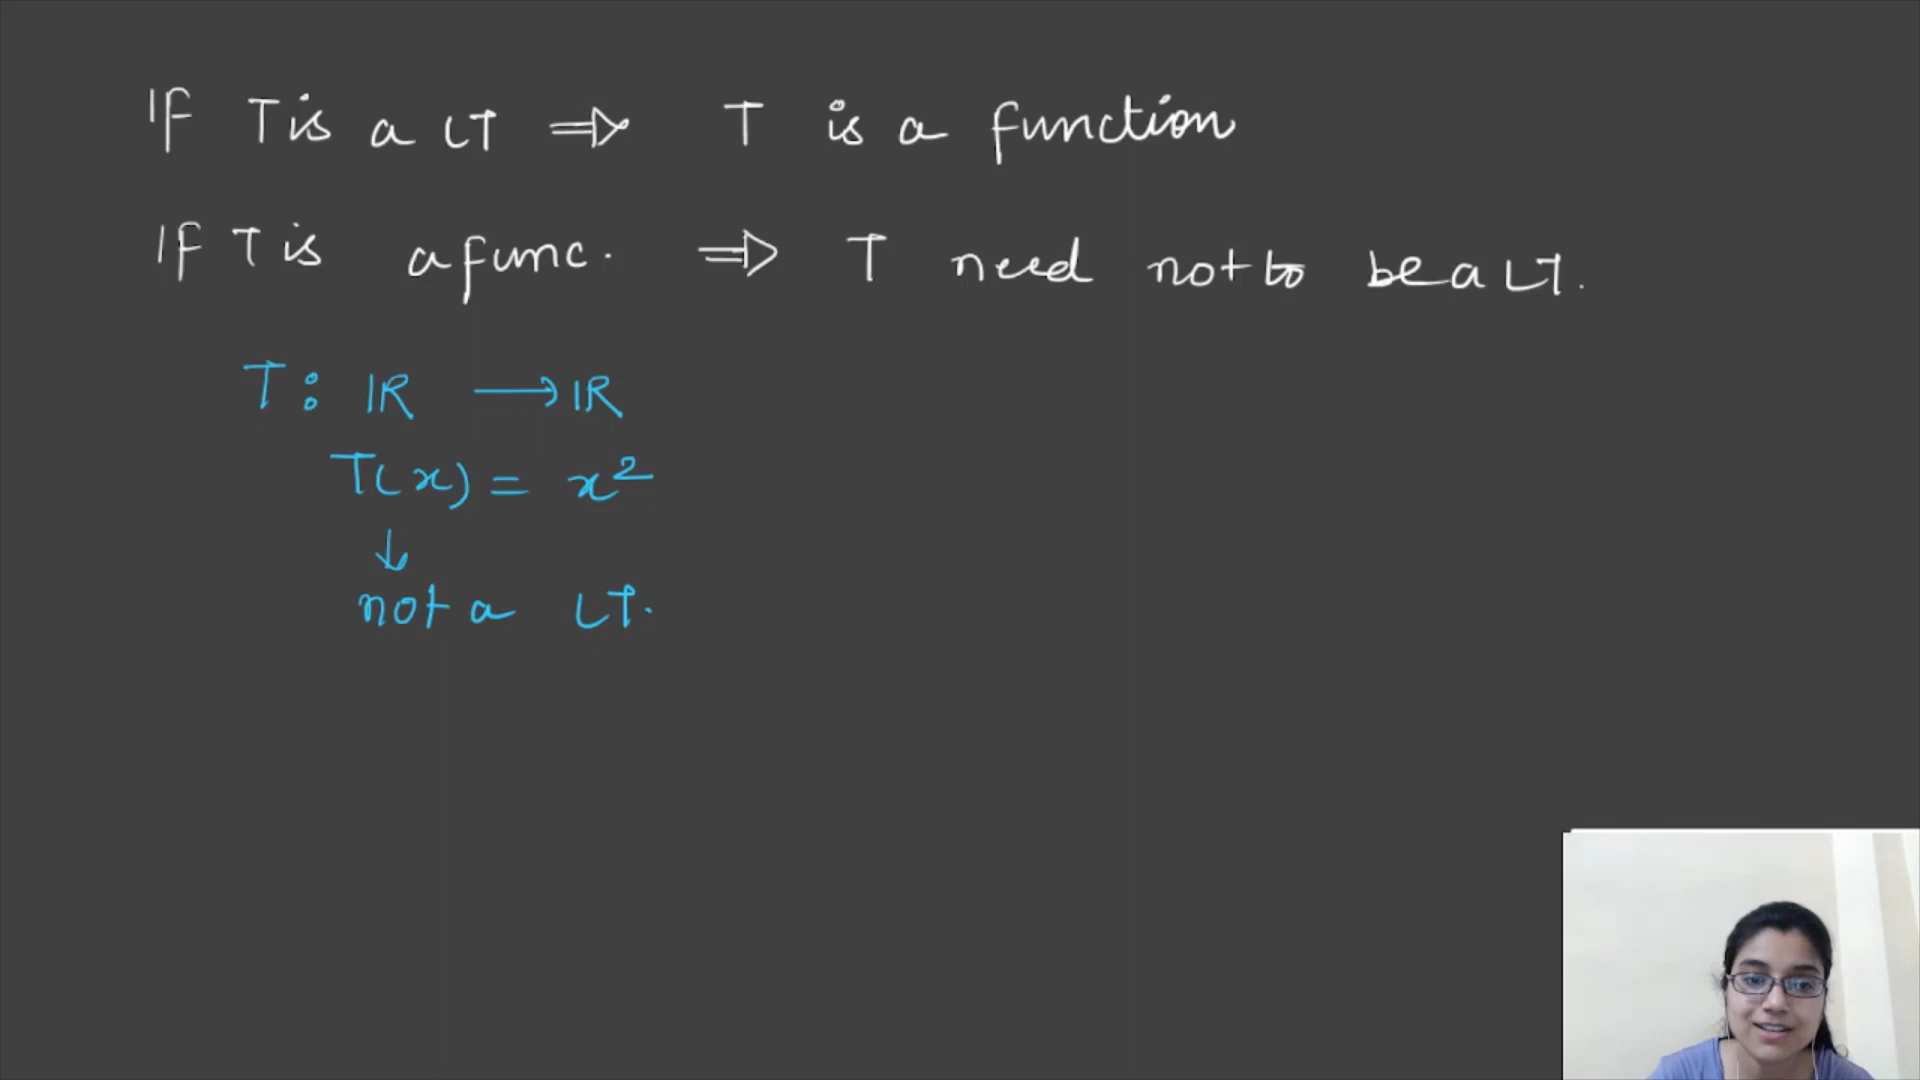 If T is a LT ⇒ T is a function
If T is a func. ⇒ T need not to be a LT.
T: ℝ → ℝ
T(x) = x²
↓
not a LT.